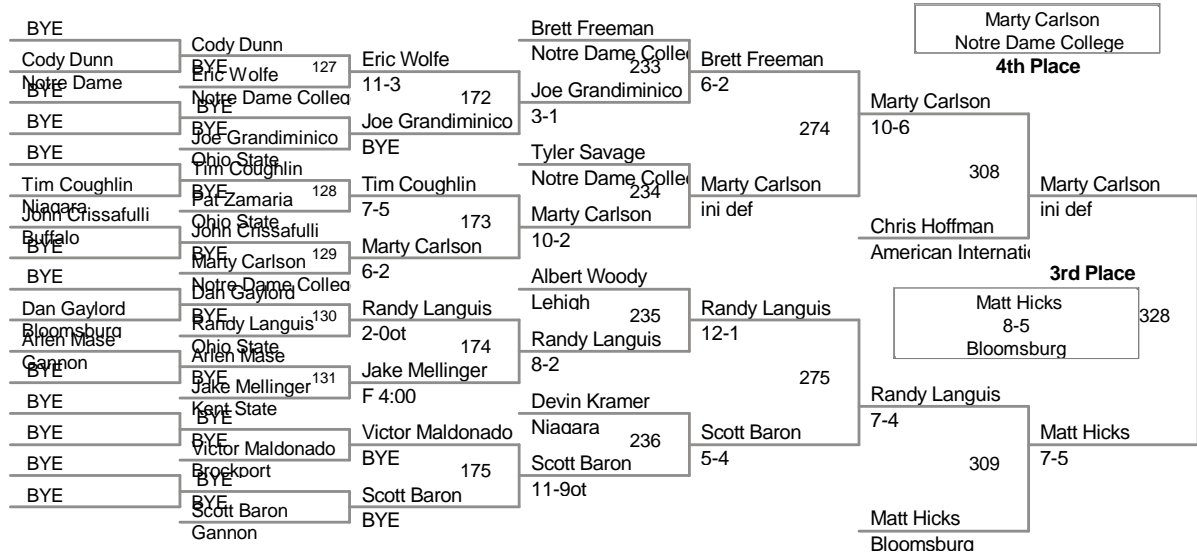 BYE
Cody Dunn
Notre Dame
BYE
BYE
BYE
Tim Coughlin
Niagara
John Crissafulli
Buffalo
BYE
BYE
Dan Gaylord
Bloomsburg
Arlen Mase
Gannon
BYE
BYE
BYE
BYE
BYE
Cody Dunn
BYE
127
Eric Wolfe
Notre Dame College
BYE
BYE
Joe Grandiminico
Ohio State
Tim Coughlin
BYE
128
Pat Zamaria
Ohio State
John Crissafulli
BYE
129
Marty Carlson
Notre Dame College
Dan Gaylord
BYE
130
Randy Languis
Ohio State
Arlen Mase
BYE
131
Jake Mellinger
Kent State
BYE
BYE
Victor Maldonado
Brockport
BYE
BYE
Scott Baron
Gannon
Eric Wolfe
11-3
172
Joe Grandiminico
BYE
Tim Coughlin
7-5
173
Marty Carlson
6-2
Randy Languis
2-0ot
174
Jake Mellinger
F 4:00
Victor Maldonado
BYE
175
Scott Baron
BYE
Brett Freeman
Notre Dame Colleg
233
Joe Grandiminico
3-1
Tyler Savage
Notre Dame Colleg
234
Marty Carlson
10-2
Albert Woody
Lehigh
235
Randy Languis
8-2
Devin Kramer
Niagara
236
Scott Baron
11-9ot
Brett Freeman
6-2
274
Marty Carlson
inj def
Randy Languis
12-1
275
Scott Baron
5-4
Marty Carlson
10-6
308
Chris Hoffman
American Internatio
Randy Languis
7-4
309
Matt Hicks
Bloomsburg
Marty Carlson
inj def
328
Matt Hicks
7-5
Marty Carlson
Notre Dame College
4th Place
3rd Place
Matt Hicks
8-5
Bloomsburg